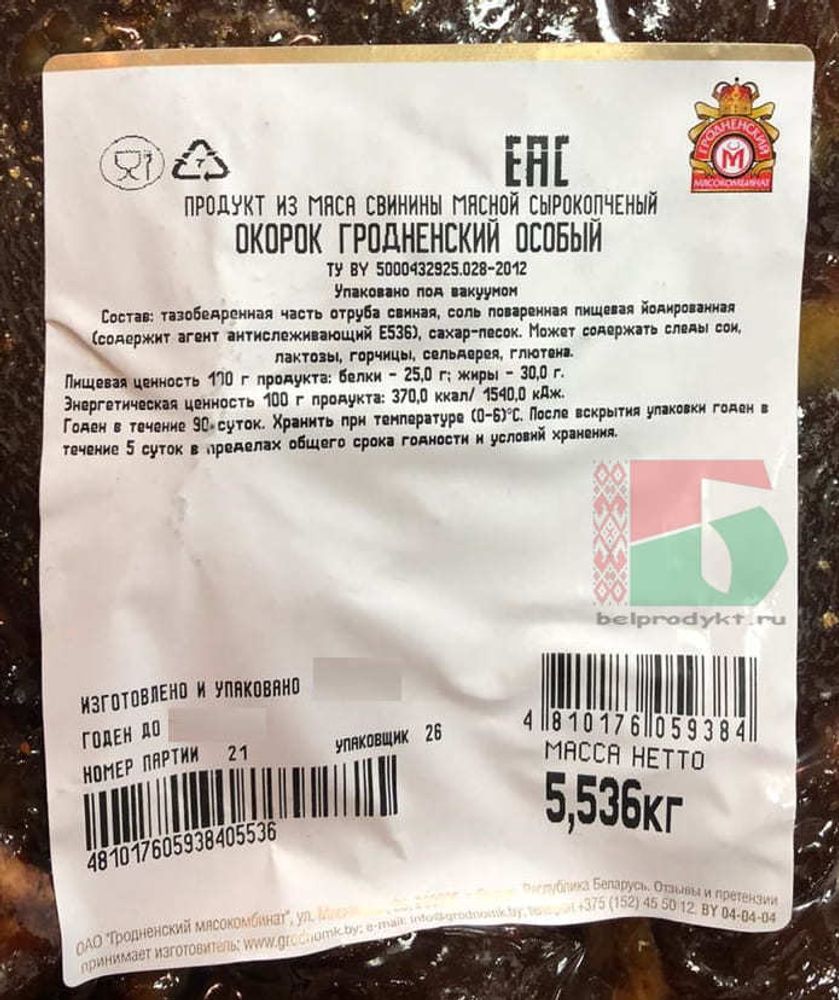 7
EAC
ГРОДНЕНСКИЙ
М
МЯСОКОМБИНАТ
ПРОДУКТ ИЗ МЯСА СВИНИНЫ МЯСНОЙ СЫРОКОПЧЕНЫЙ
ОКОРОК ГРОДНЕНСКИЙ ОСОБЫЙ
ТУ BY 5000432925.028-2012
Упаковано под вакуумом
Состав: тазобедренная часть отруба свиная, соль поваренная пищевая йодированная
(содержит агент антислеживающий Е536), сахар-песок. Может содержать следы сои,
лактозы, горчицы, сельдерея, глютена.
Пищевая ценность 100 г продукта: белки - 25,0 г; жиры - 30,0 г.
Энергетическая ценность 100 г продукта: 370,0 ккал/ 1540,0 кДж.
Годен в течение 90 суток. Хранить при температуре (0-6)°С. После вскрытия упаковки годен в
течение 5 суток в пределах общего срока годности и условий хранения.
belprodykt.ru
ИЗГОТОВЛЕНО И УПАКОВАНО
ГОДЕН ДО
НОМЕР ПАРТИИ 21 УПАКОВЩИК 26
4810176059384 05536
4 810176 059384
МАССА НЕТТО
5,536кг
ОАО "Гродненский мясокомбинат", ул. Республика Беларусь. Отзывы и претензии
принимает изготовитель: www.grodnomk.by; e-mail: info@grodnomk.by, +375 (152) 45 50 12. BY 04-04-04